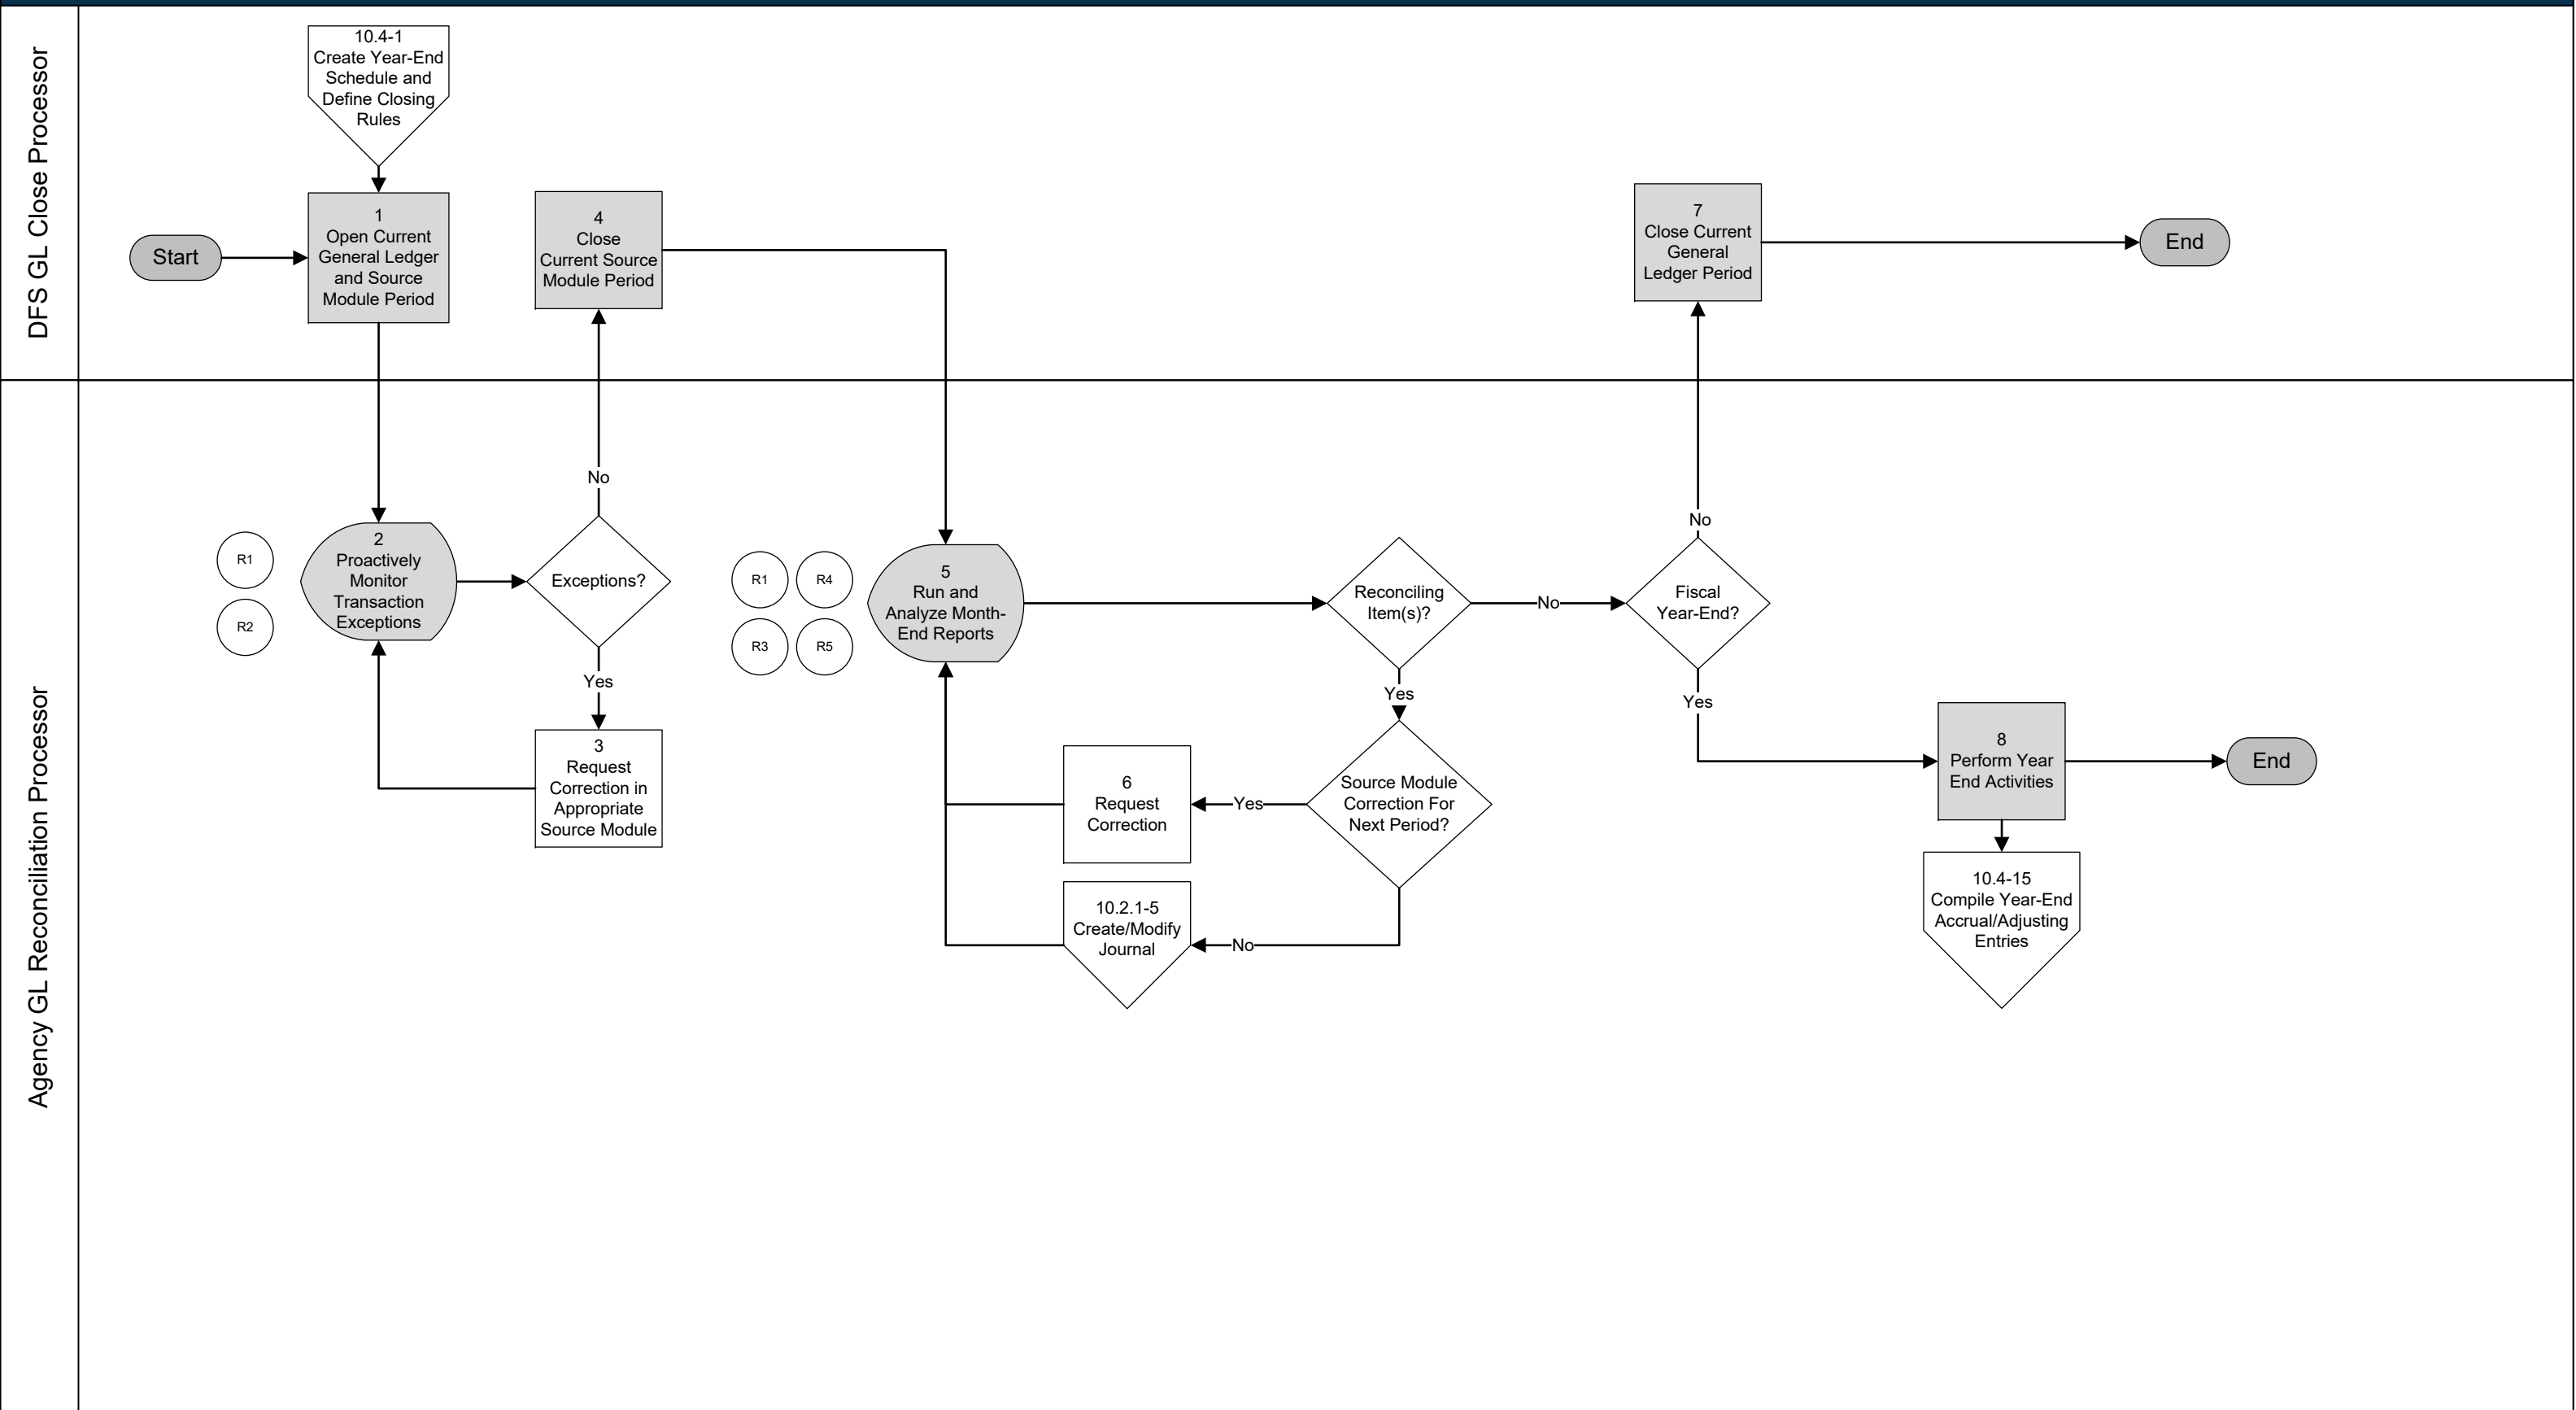 DFS GL Close Processor
10.4-1
Create Year-End
Schedule and
Define Closing
Rules
Start
1
Open Current
General Ledger
and Source
Module Period
4
Close
Current Source
Module Period
7
Close Current
General
Ledger Period
End
Agency GL Reconciliation Processor
R1
R2
2
Proactively
Monitor
Transaction
Exceptions
Exceptions?
No
Yes
3
Request
Correction in
Appropriate
Source Module
R1
R4
R3
R5
5
Run and
Analyze Month-
End Reports
Reconciling
Item(s)?
No
Yes
Source Module
Correction For
Next Period?
Yes
6
Request
Correction
No
10.2.1-5
Create/Modify
Journal
Fiscal
Year-End?
No
Yes
8
Perform Year
End Activities
End
10.4-15
Compile Year-End
Accrual/Adjusting
Entries